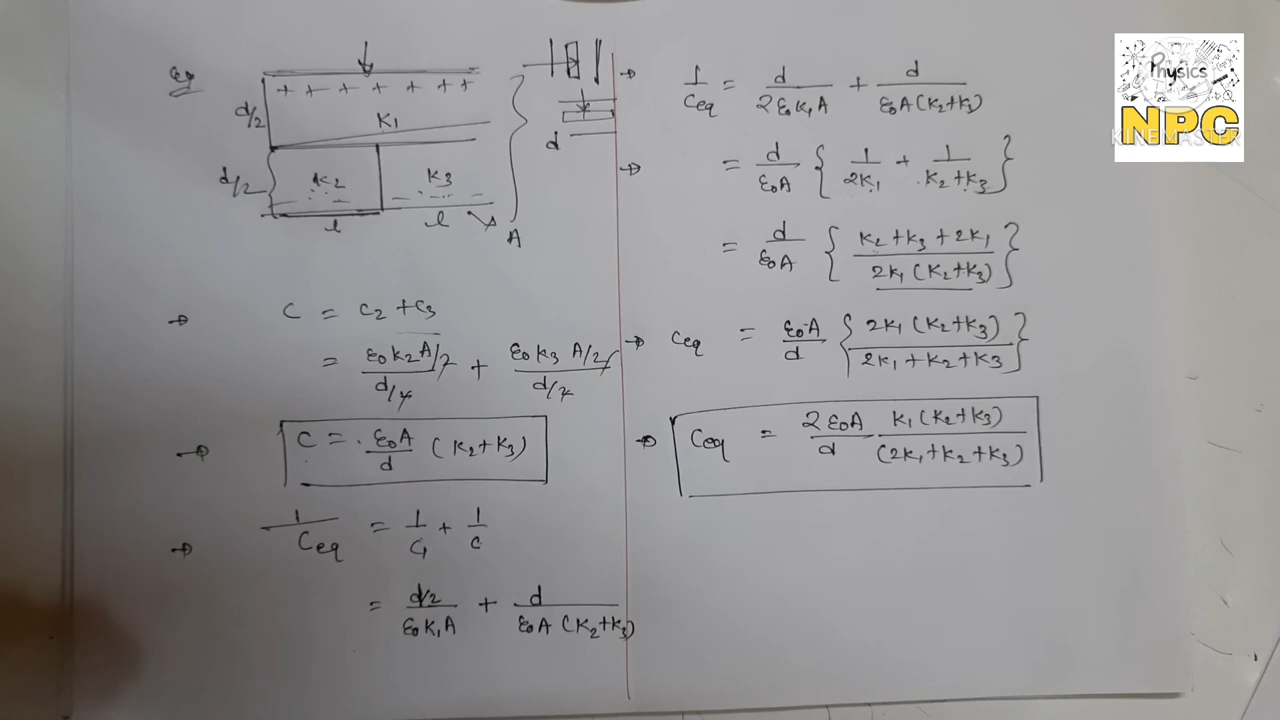 Eg
+ + + + + + +
d/2
K1
d
d/2
K2
K3
l
l
A
→ C = C2 + C3
= ε0 K2 A/2 / d/2 + ε0 K3 A/2 / d/2
→ C = ε0A/d (K2+K3)
→ 1/Ceq = 1/C1 + 1/C
= d/2 / ε0 K1 A + d / ε0 A (K2+K3)
→ 1/Ceq = d / 2ε0 K1 A + d / ε0 A (K2+K3)
→ = d/ε0A { 1/2K1 + 1/K2+K3 }
= d/ε0A { K2+K3+2K1 / 2K1 (K2+K3) }
→ Ceq = ε0A/d { 2K1 (K2+K3) / 2K1+K2+K3 }
→ Ceq = 2ε0A/d K1 (K2+K3) / (2K1+K2+K3)
Physics
NPC
KINEMASTER